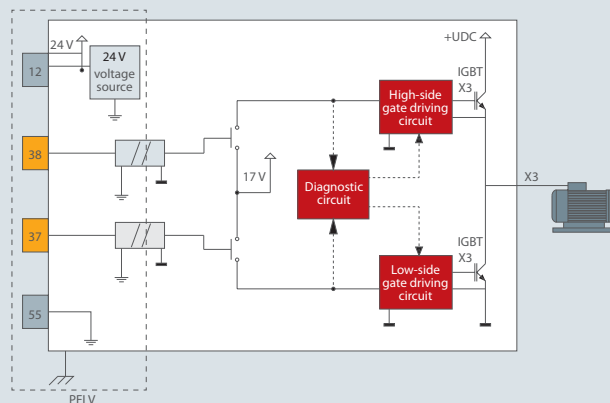 24 V
12
24 V
voltage
source
38
37
55
PELV
17 V
High-side
gate driving
circuit
Diagnostic
circuit
Low-side
gate driving
circuit
+UDC
IGBT
X3
X3
IGBT
X3